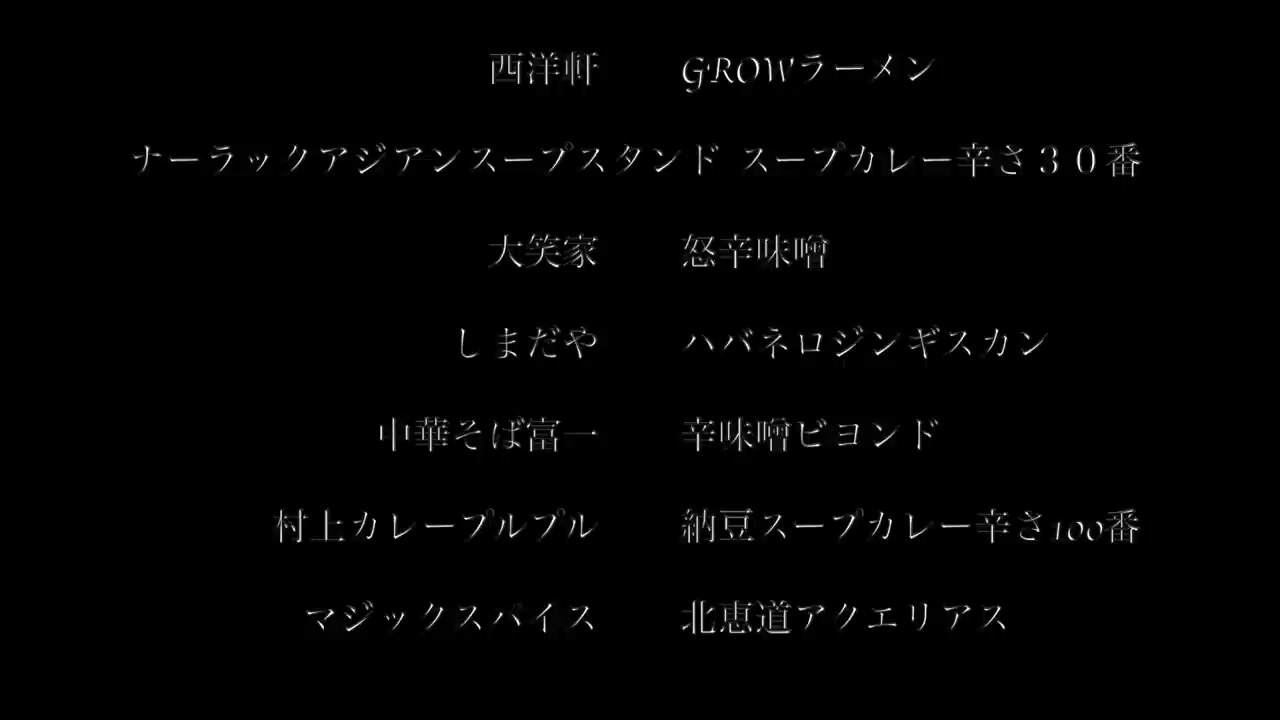 西洋軒 GROWラーメン
ナーラックアジアンスープスタンド スープカレー辛さ３０番
大笑家 怒辛味噌
しまだや ハバネロジンギスカン
中華そば富一 辛味噌ビヨンド
村上カレープルプル 納豆スープカレー辛さ100番
マジックスパイス 北恵道アクエリアス